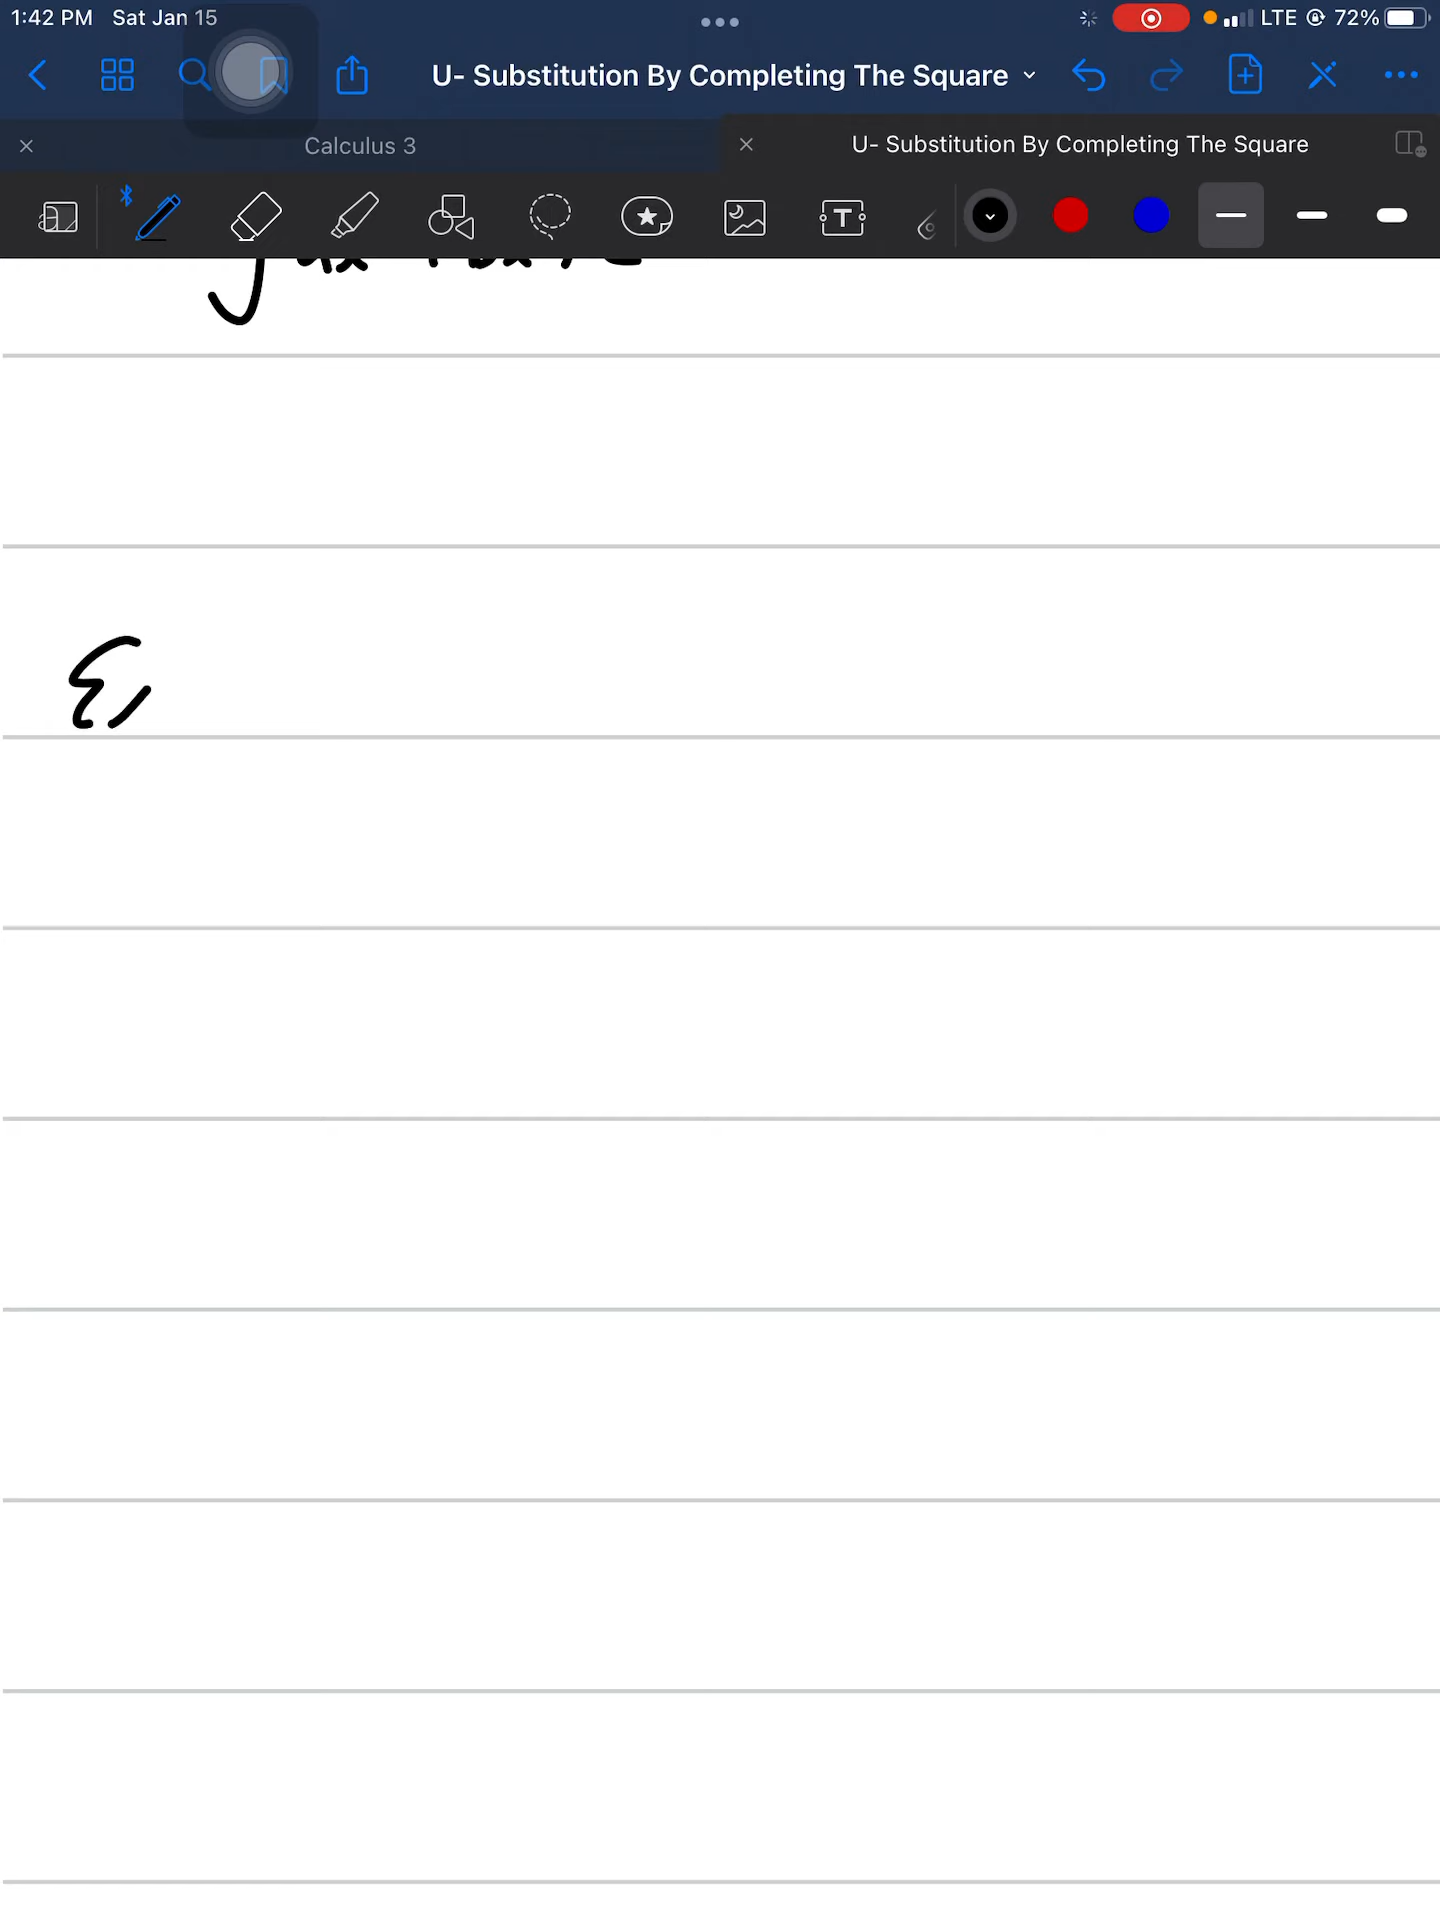 1:42 PM Sat Jan 15
LTE 72%
U- Substitution By Completing The Square
Calculus 3
U- Substitution By Completing The Square
T
E